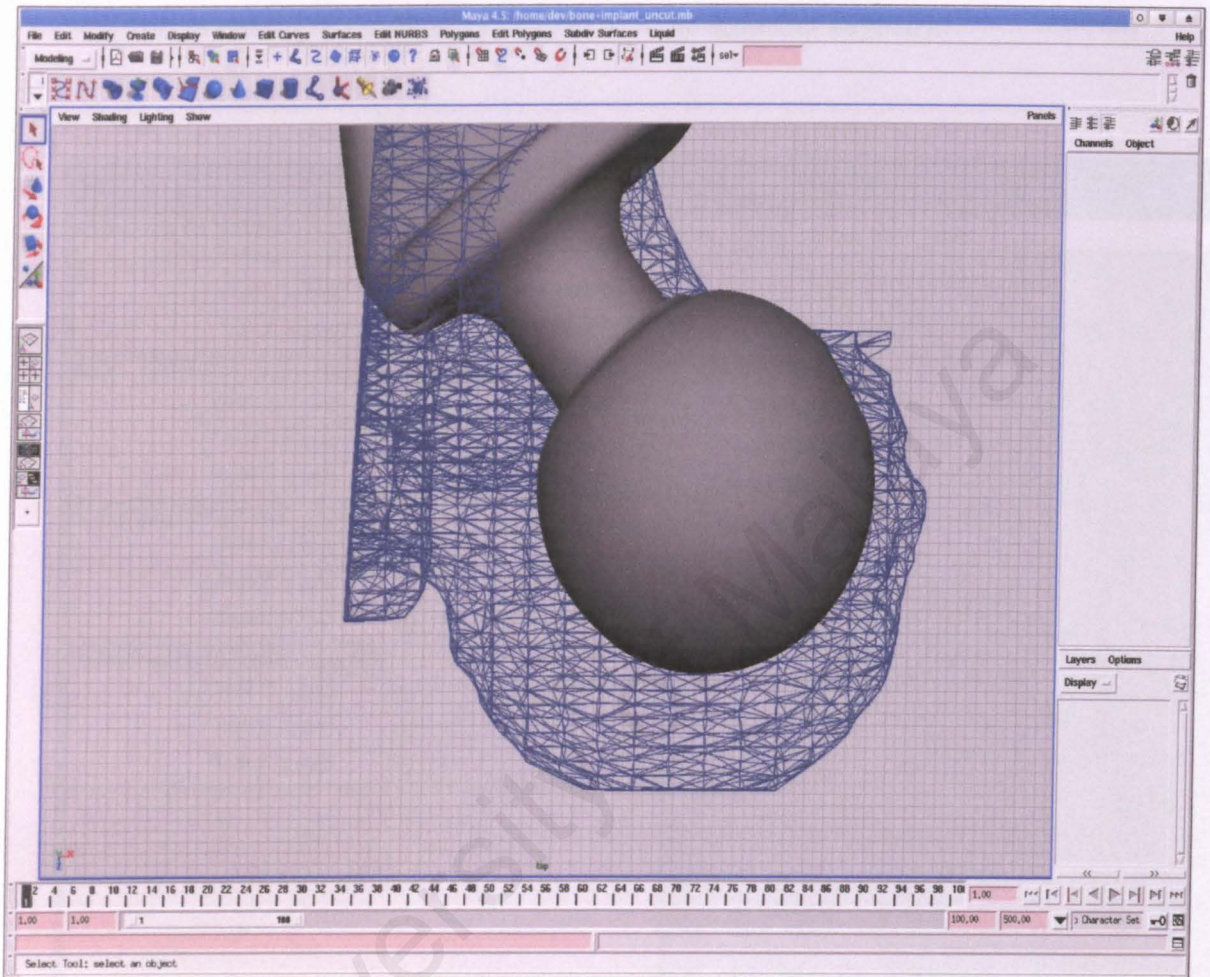 Maya 4.5: /home/dev/bone-implant_uncut.mb
File Edit Modify Create Display Window Edit Curves Surfaces Edit NURBS Polygons Edit Polygons Subdiv Surfaces Liquid Help
Modeling sel
View Shading Lighting Show Panels
Channels Object
Layers Options
Display
top
2 4 6 8 10 12 14 16 18 20 22 24 26 28 30 32 34 36 38 40 42 44 46 48 50 52 54 56 58 60 62 64 66 68 70 72 74 76 78 80 82 84 86 88 90 92 94 96 98 1.00
1
1.00 1.00 1 100 100.00 500.00 Character Set
Select Tool: select an object